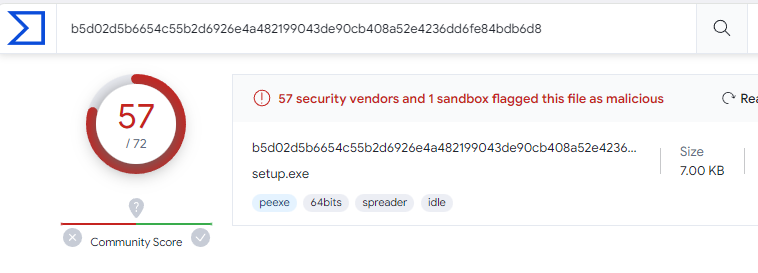 b5d02d5b6654c55b2d6926e4a482199043de90cb408a52e4236dd6fe84bdb6d8
57
/ 72
Community Score
57 security vendors and 1 sandbox flagged this file as malicious
Rea
b5d02d5b6654c55b2d6926e4a482199043de90cb408a52e4236...
setup.exe
Size
7.00 KB
peexe 64bits spreader idle